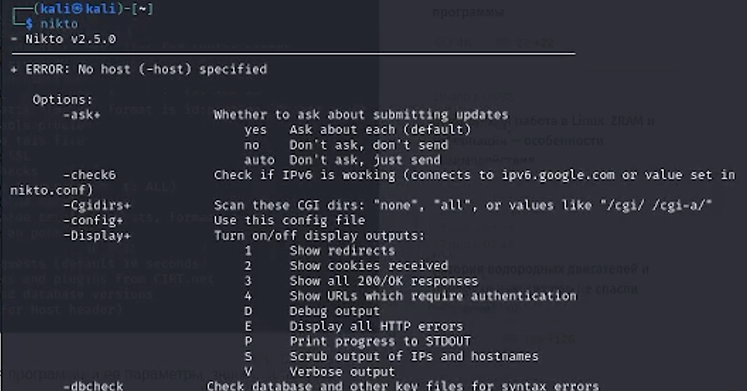 (kali㉿kali)-[~]
$ nikto
- Nikto v2.5.0
+ ERROR: No host (-host) specified
Options:
-ask+ Whether to ask about submitting updates
yes Ask about each (default)
no Don't ask, don't send
auto Don't ask, just send
-check6 Check if IPv6 is working (connects to ipv6.google.com or value set in
nikto.conf)
-Cgidirs+ Scan these CGI dirs: "none", "all", or values like "/cgi/ /cgi-a/"
-config+ Use this config file
-Display+ Turn on/off display outputs:
1 Show redirects
2 Show cookies received
3 Show all 200/OK responses
4 Show URLs which require authentication
D Debug output
E Display all HTTP errors
P Print progress to STDOUT
S Scrub output of IPs and hostnames
V Verbose output
-dbcheck Check database and other key files for syntax errors